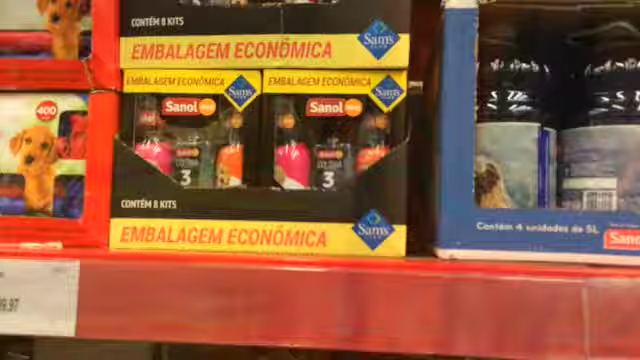 CONTÉM 8 KITS
EMBALAGEM ECONÔMICA
Sam's
EMBALAGEM ECONÔMICA
Sam's
EMBALAGEM ECONÔMICA
Sam's
400
Sanol
Sanol
3
3
CONTÉM 8 KITS
EMBALAGEM ECONÔMICA
Sam's
Contém 4 unidades de 5L